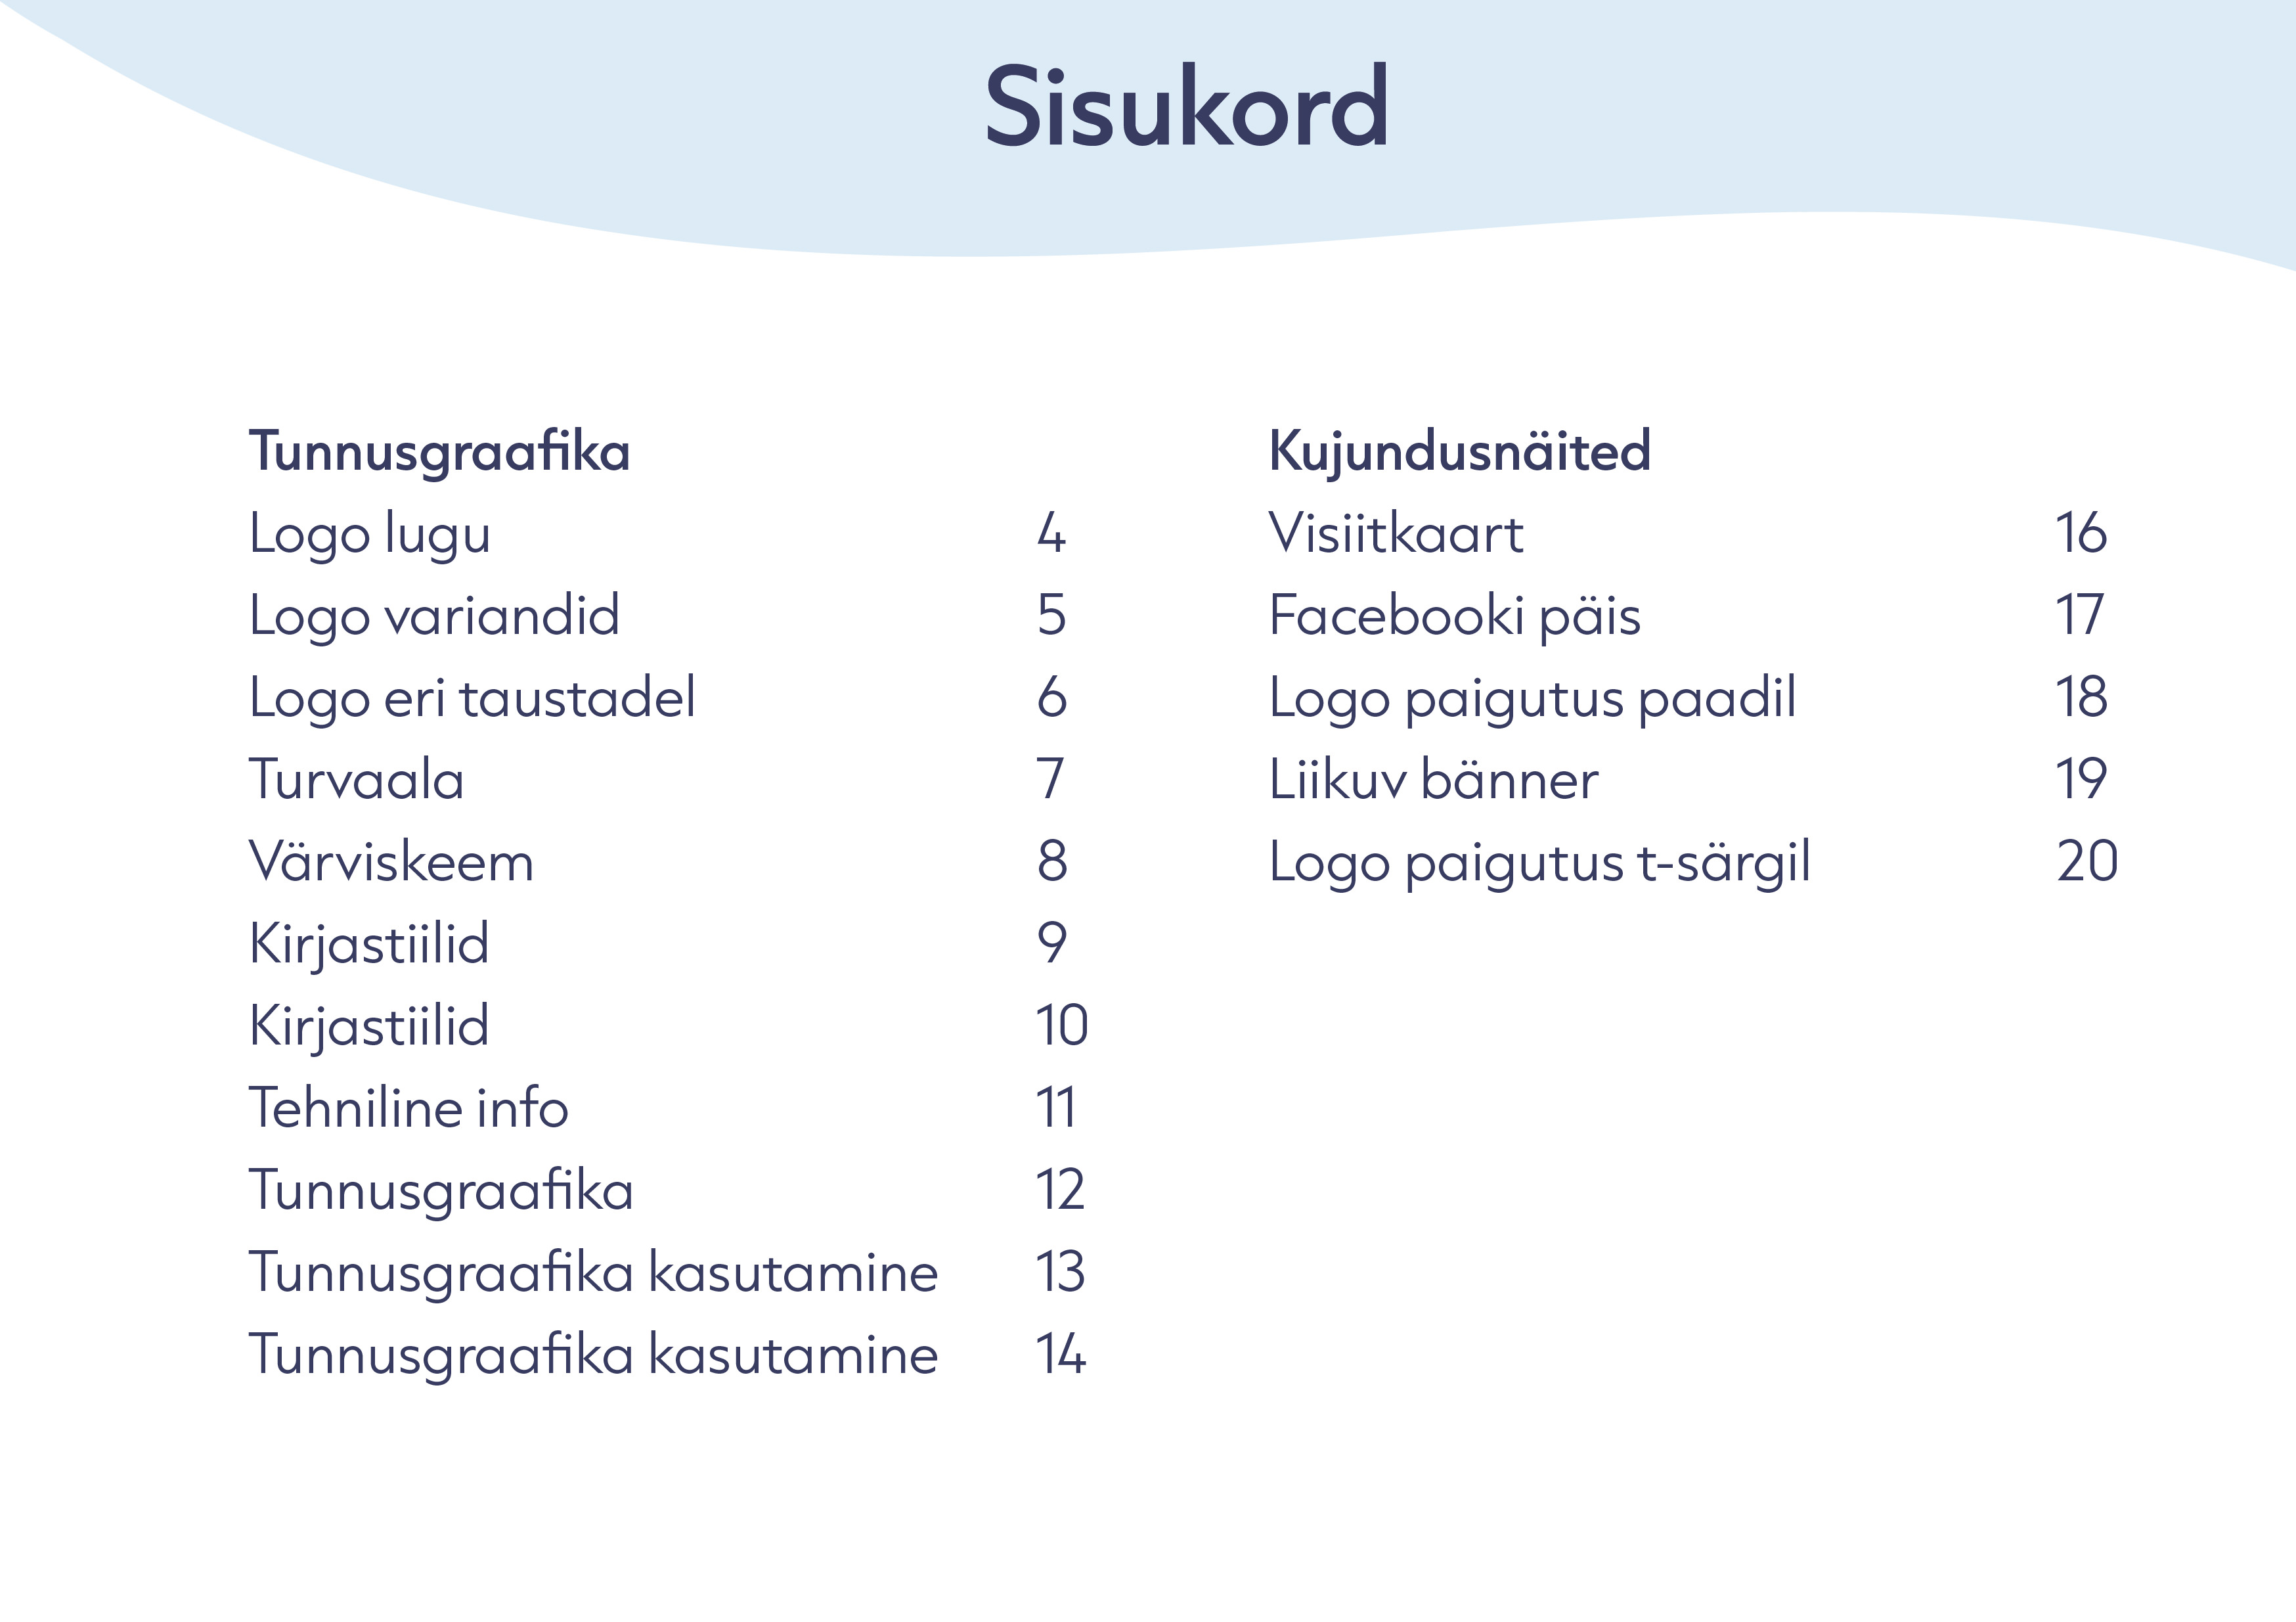 Sisukord
Tunnusgraafika
Logo lugu 4
Logo variandid 5
Logo eri taustadel 6
Turvaala 7
Värviskeem 8
Kirjastiilid 9
Kirjastiilid 10
Tehniline info 11
Tunnusgraafika 12
Tunnusgraafika kasutamine 13
Tunnusgraafika kasutamine 14
Kujundusnäited
Visiitkaart 16
Facebooki päis 17
Logo paigutus paadil 18
Liikuv bänner 19
Logo paigutus t-särgil 20